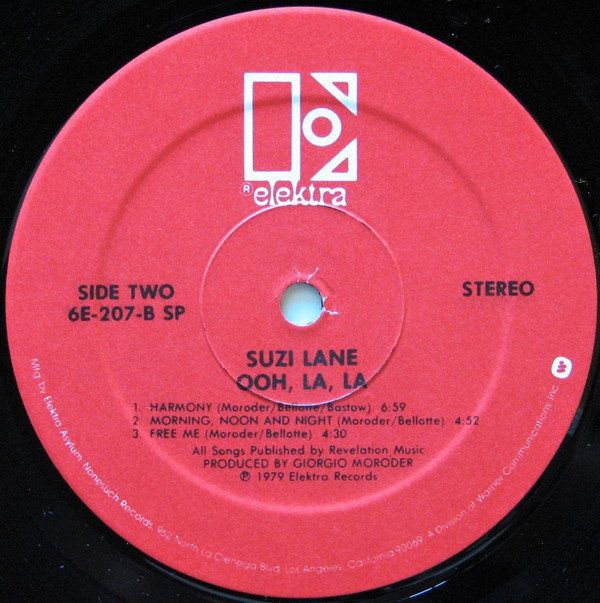 ® elektra
SIDE TWO
6E-207-B SP
STEREO
SUZI LANE
OOH, LA, LA
1. HARMONY (Moroder/Bellotte/Bastow) 6:59
2. MORNING, NOON AND NIGHT (Moroder/Bellotte) 4:52
3. FREE ME (Moroder/Bellotte) 4:30
All Songs Published by Revelation Music
PRODUCED BY GIORGIO MORODER
℗ 1979 Elektra Records
Mfg by Elektra Asylum Nonesuch Records, 962 North La Cienega Blvd, Los Angeles, California 90069. A Division of Warner Communications Inc